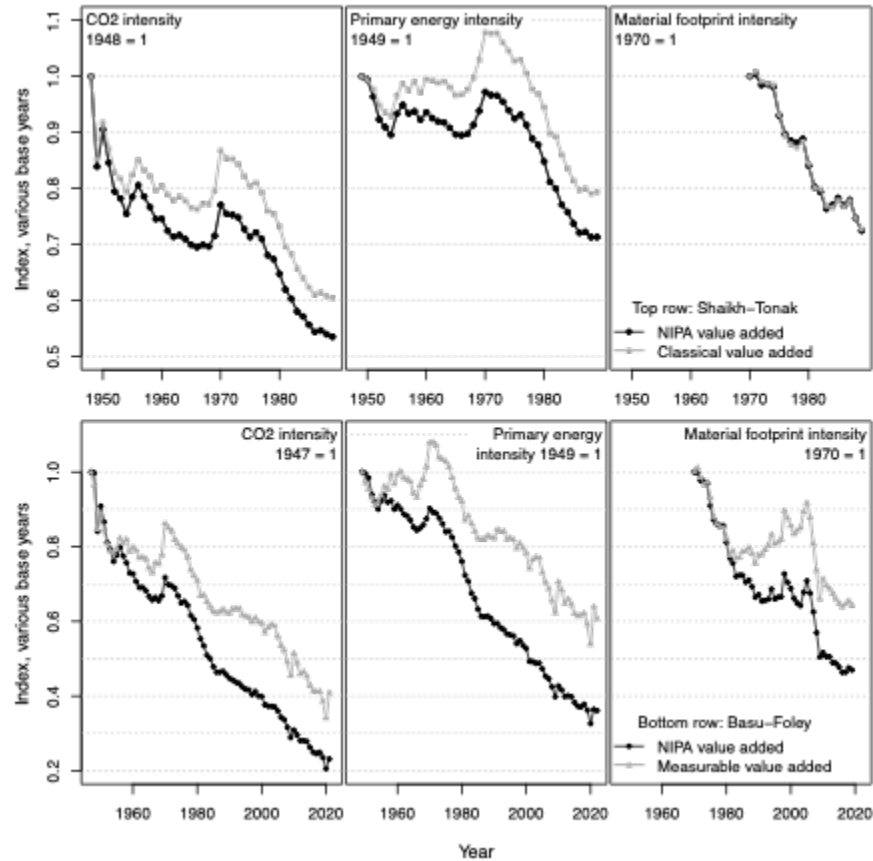 CO2 intensity
1948 = 1
Primary energy intensity
1949 = 1
Material footprint intensity
1970 = 1
Index, various base years
1.1
1.0
0.9
0.8
0.7
0.6
0.5
Top row: Shaikh-Tonak
NIPA value added
Classical value added
1950 1960 1970 1980
1950 1960 1970 1980
1950 1960 1970 1980
CO2 intensity
1947 = 1
Primary energy
intensity 1949 = 1
Material footprint intensity
1970 = 1
Index, various base years
1.0
0.8
0.6
0.4
0.2
Bottom row: Basu-Foley
NIPA value added
Measurable value added
1960 1980 2000 2020
1960 1980 2000 2020
1960 1980 2000 2020
Year